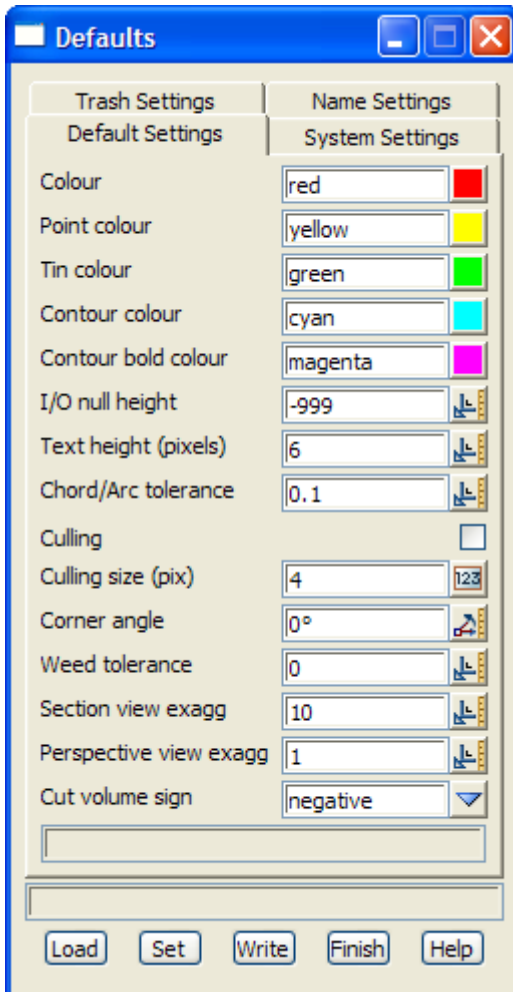 Defaults
Trash Settings Name Settings
Default Settings System Settings
Colour red
Point colour yellow
Tin colour green
Contour colour cyan
Contour bold colour magenta
I/O null height -999
Text height (pixels) 6
Chord/Arc tolerance 0.1
Culling
Culling size (pix) 4 123
Corner angle 0°
Weed tolerance 0
Section view exagg 10
Perspective view exagg 1
Cut volume sign negative
Load Set Write Finish Help